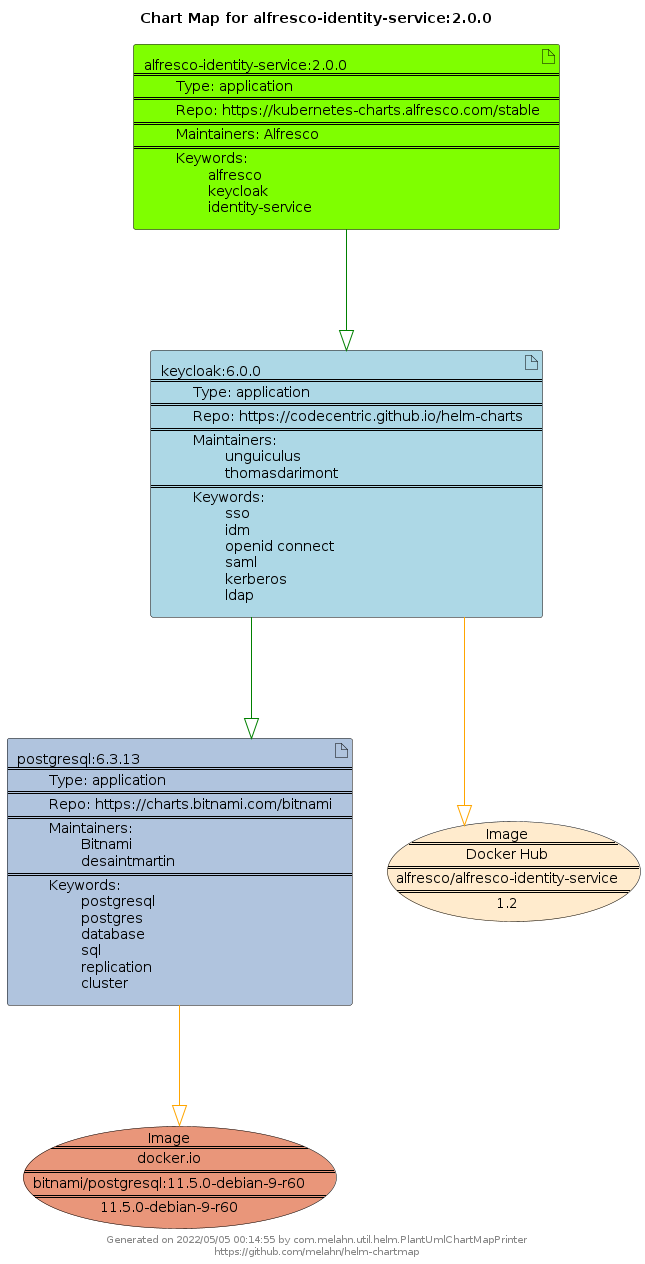 Chart Map for alfresco-identity-service:2.0.0
alfresco-identity-service:2.0.0
Type: application
Repo: https://kubernetes-charts.alfresco.com/stable
Maintainers: Alfresco
Keywords:
alfresco
keycloak
identity-service
keycloak:6.0.0
Type: application
Repo: https://codecentric.github.io/helm-charts
Maintainers:
unguiculus
thomasdarimont
Keywords:
sso
idm
openid connect
saml
kerberos
ldap
postgresql:6.3.13
Type: application
Repo: https://charts.bitnami.com/bitnami
Maintainers:
Bitnami
desaintmartin
Keywords:
postgresql
postgres
database
sql
replication
cluster
Image
Docker Hub
alfresco/alfresco-identity-service
1.2
Image
docker.io
bitnami/postgresql:11.5.0-debian-9-r60
11.5.0-debian-9-r60
Generated on 2022/05/05 00:14:55 by com.melahn.util.helm.PlantUmlChartMapPrinter
https://github.com/melahn/helm-chartmap